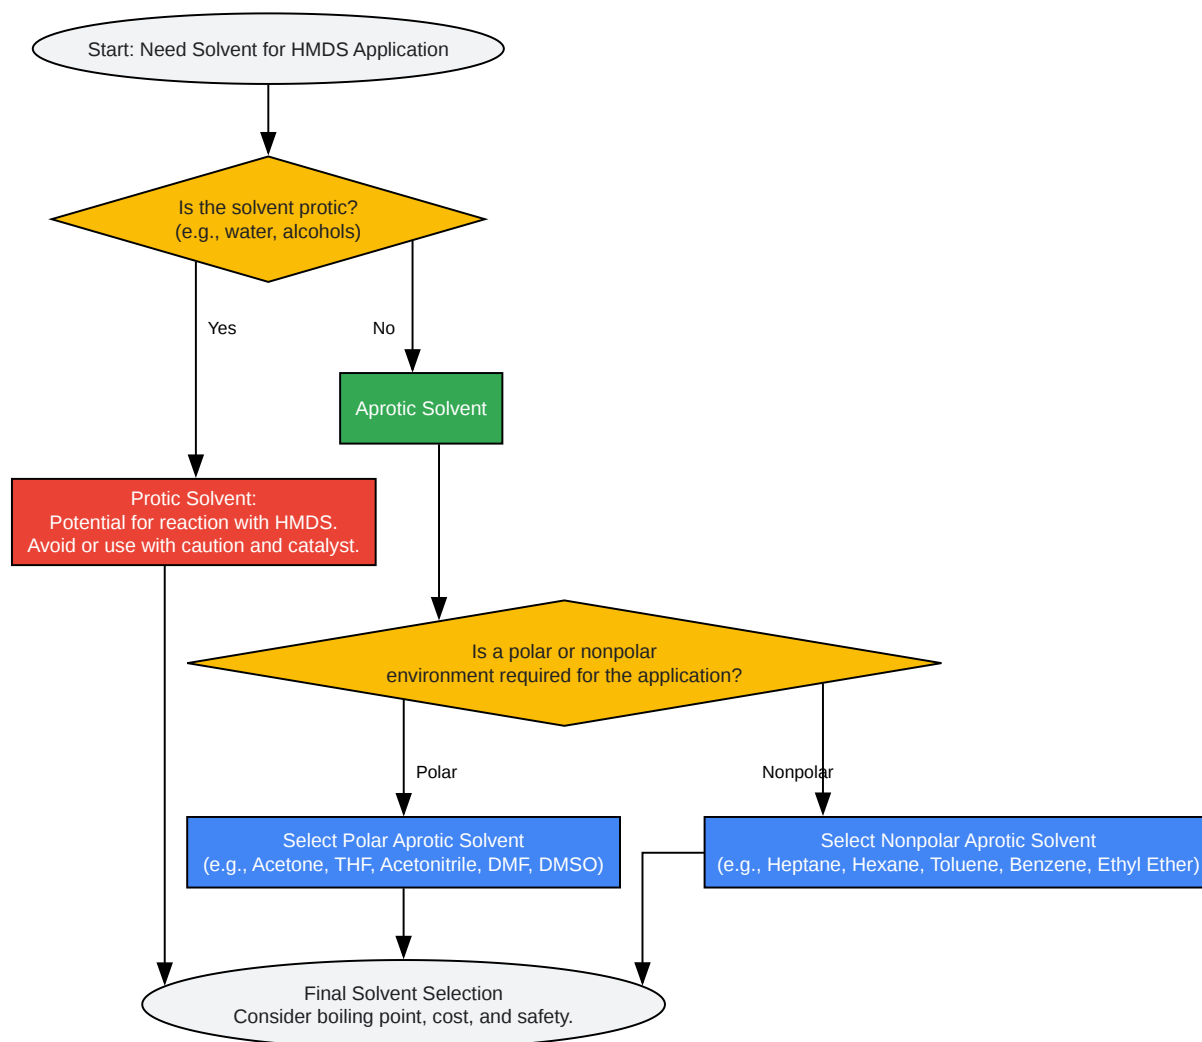 Start: Need Solvent for HMDS Application
Is the solvent protic?
(e.g., water, alcohols)
Yes
No
Aprotic Solvent
Protic Solvent:
Potential for reaction with HMDS.
Avoid or use with caution and catalyst.
Is a polar or nonpolar
environment required for the application?
Polar
Nonpolar
Select Polar Aprotic Solvent
(e.g., Acetone, THF, Acetonitrile, DMF, DMSO)
Select Nonpolar Aprotic Solvent
(e.g., Heptane, Hexane, Toluene, Benzene, Ethyl Ether)
Final Solvent Selection
Consider boiling point, cost, and safety.